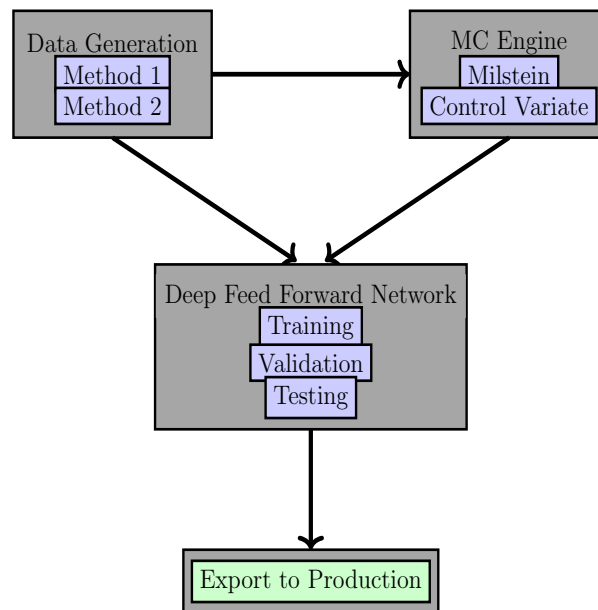 Data Generation
Method 1
Method 2
MC Engine
Milstein
Control Variate
Deep Feed Forward Network
Training
Validation
Testing
Export to Production